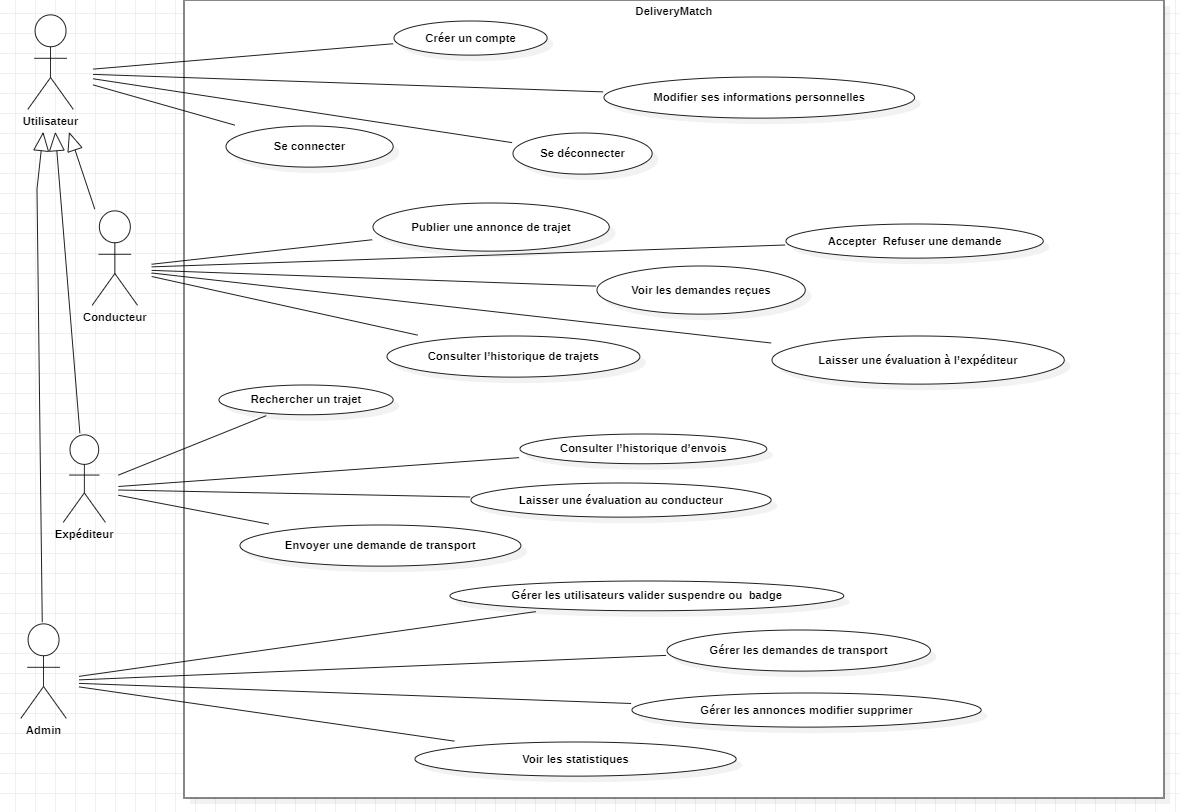 DeliveryMatch
Créer un compte
Modifier ses informations personnelles
Utilisateur
Se connecter
Se déconnecter
Publier une annonce de trajet
Accepter  Refuser une demande
Voir les demandes reçues
Conducteur
Consulter l'historique de trajets
Laisser une évaluation à l'expéditeur
Rechercher un trajet
Consulter l'historique d'envois
Laisser une évaluation au conducteur
Expéditeur
Envoyer une demande de transport
Gérer les utilisateurs valider suspendre ou  badge
Gérer les demandes de transport
Gérer les annonces modifier supprimer
Admin
Voir les statistiques